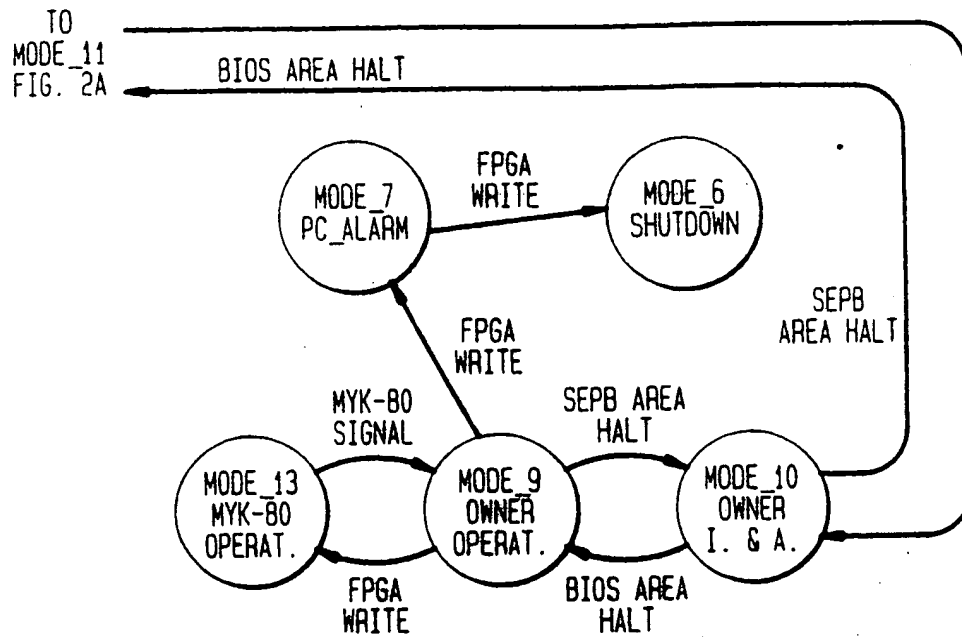 TO
MODE_11
FIG. 2A
BIOS AREA HALT
MODE_7
PC_ALARM
FPGA
WRITE
MODE_6
SHUTDOWN
SEPB
AREA HALT
FPGA
WRITE
MYK-80
SIGNAL
SEPB AREA
HALT
MODE_13
MYK-80
OPERAT.
MODE_9
OWNER
OPERAT.
MODE_10
OWNER
I. & A.
FPGA
WRITE
BIOS AREA
HALT